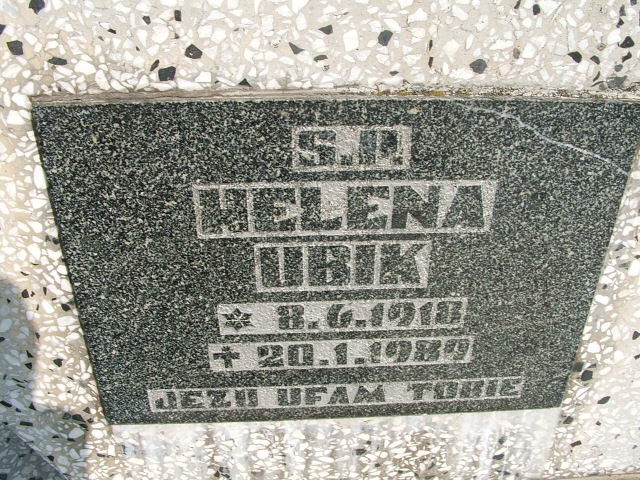 S.P.
HELENA
UBIK
* 8.6.1918
+ 20.1.1989
JEZU UFAM TOBIE